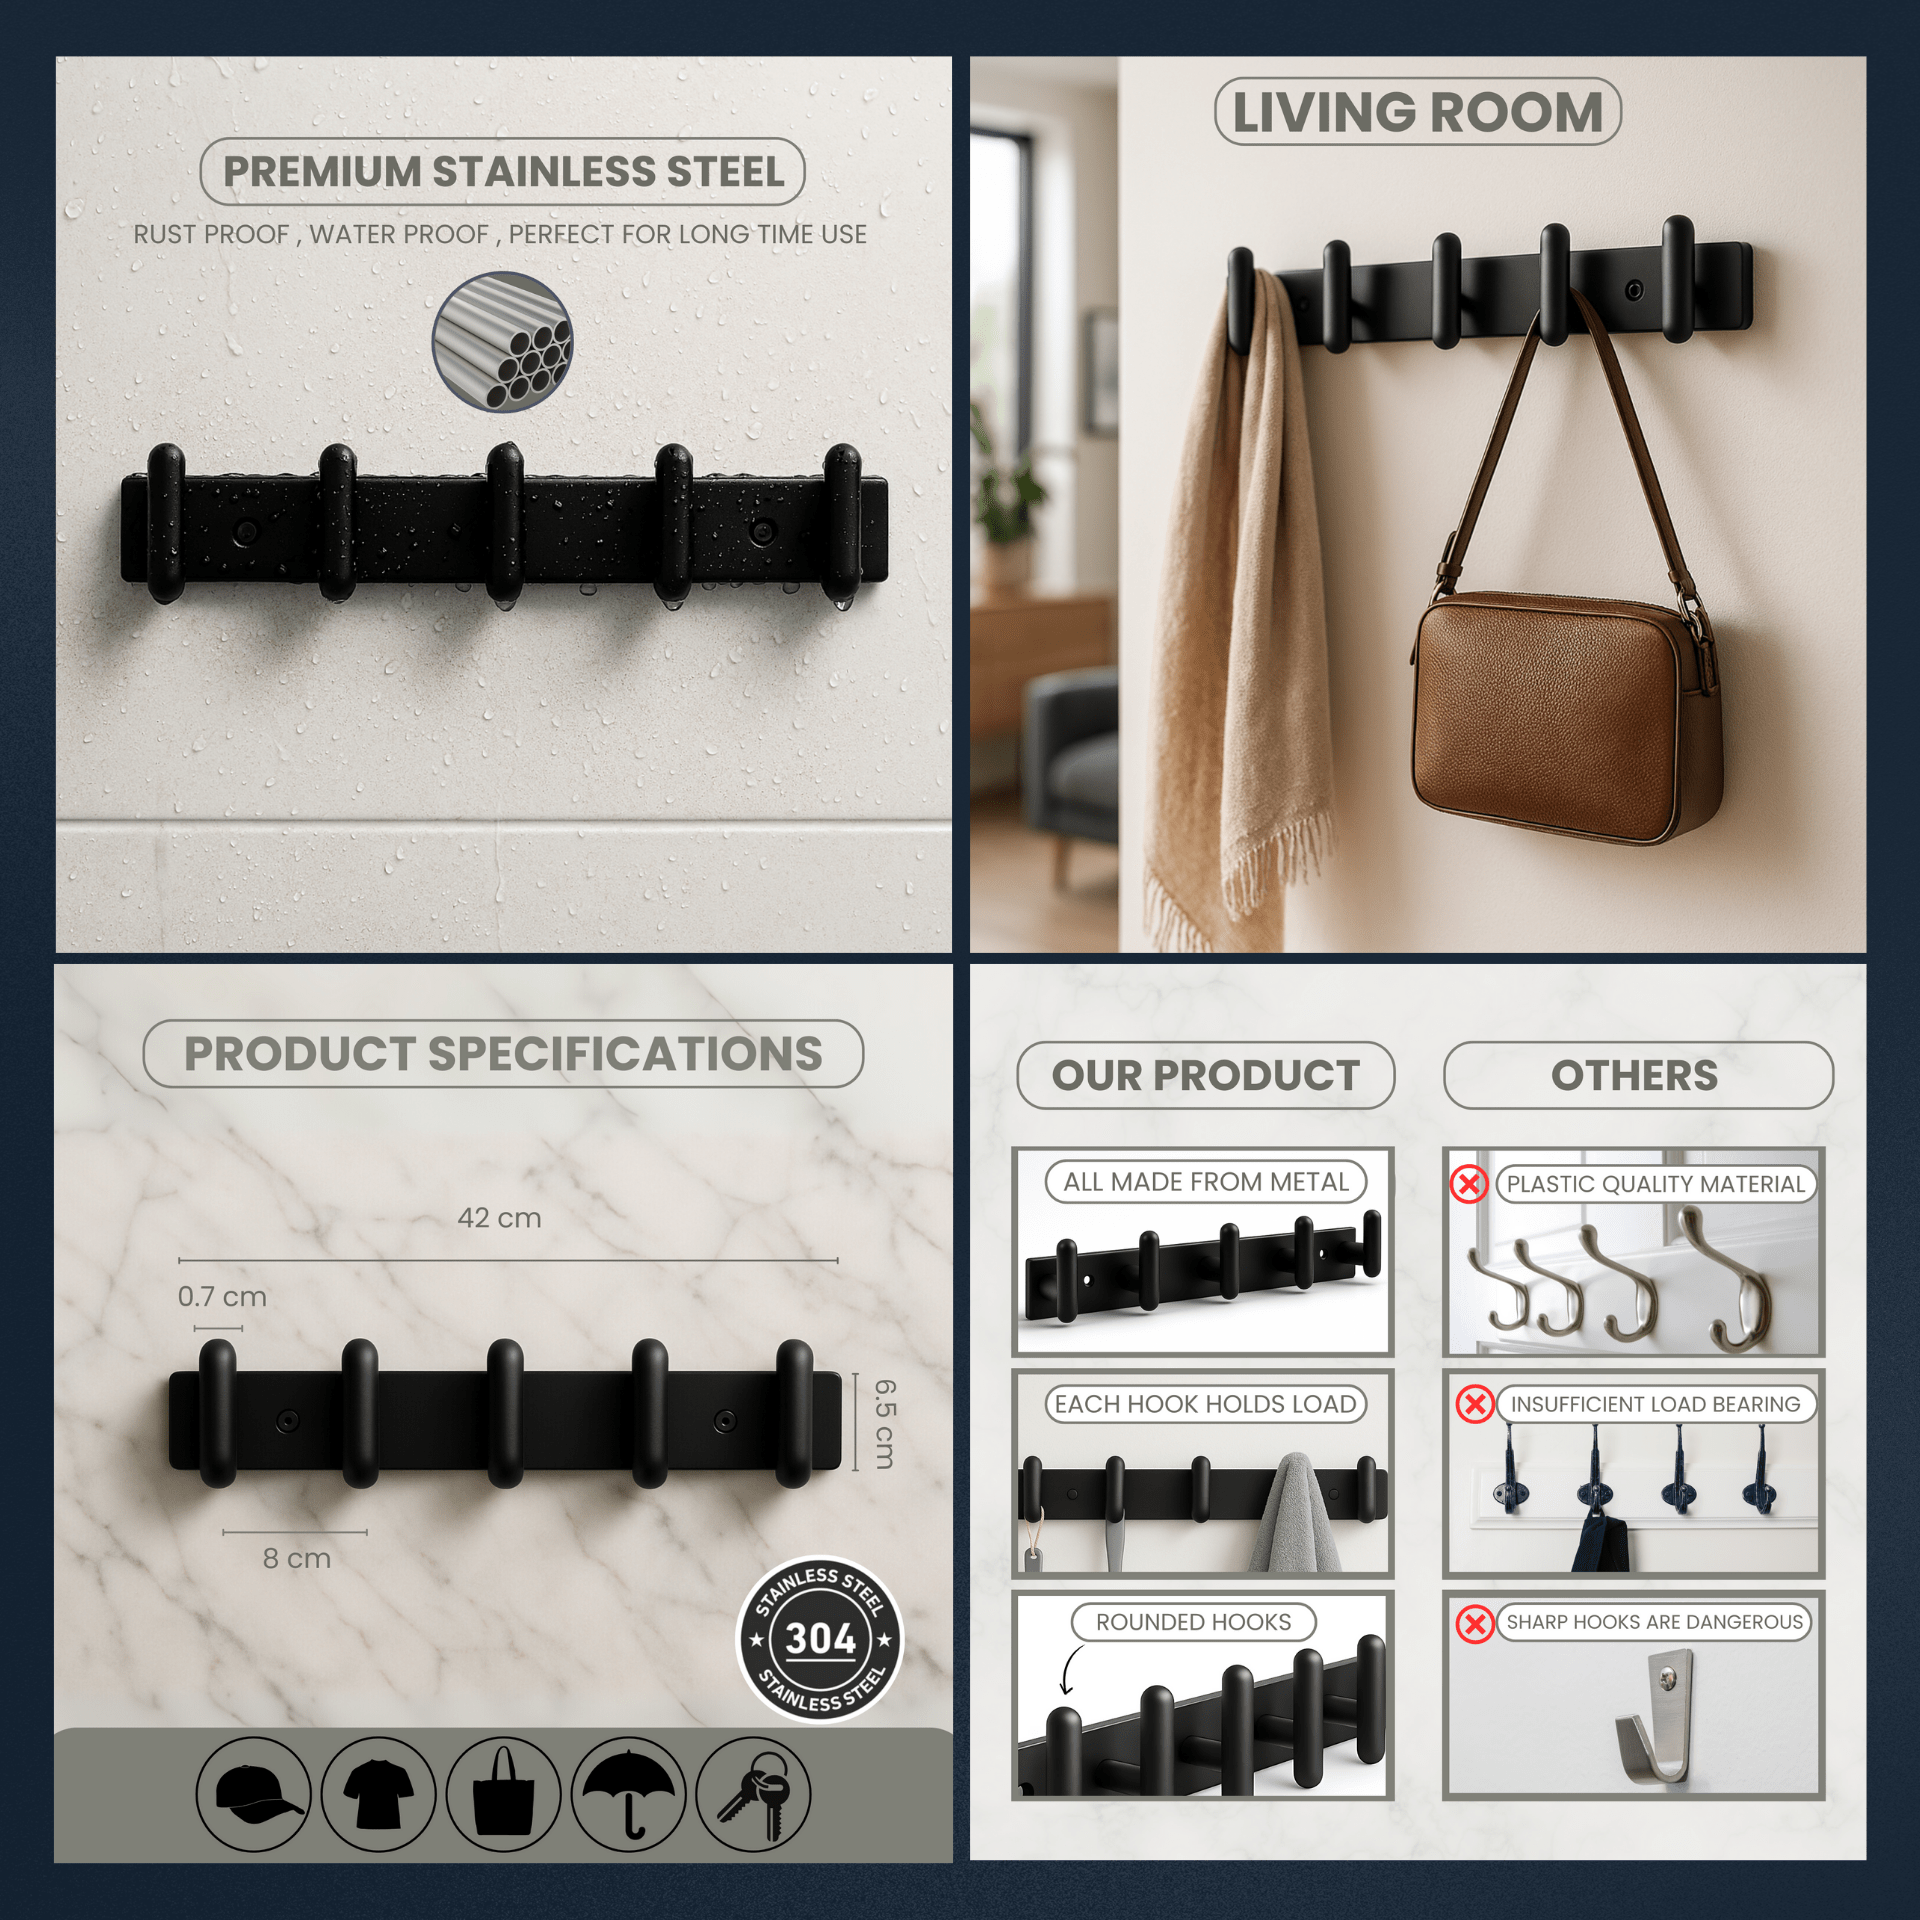 PREMIUM STAINLESS STEEL
RUST PROOF , WATER PROOF , PERFECT FOR LONG TIME USE
LIVING ROOM
PRODUCT SPECIFICATIONS
42 cm
0.7 cm
6.5 cm
8 cm
STAINLESS STEEL
304
STAINLESS STEEL
OUR PRODUCT
OTHERS
ALL MADE FROM METAL
PLASTIC QUALITY MATERIAL
EACH HOOK HOLDS LOAD
INSUFFICIENT LOAD BEARING
ROUNDED HOOKS
SHARP HOOKS ARE DANGEROUS